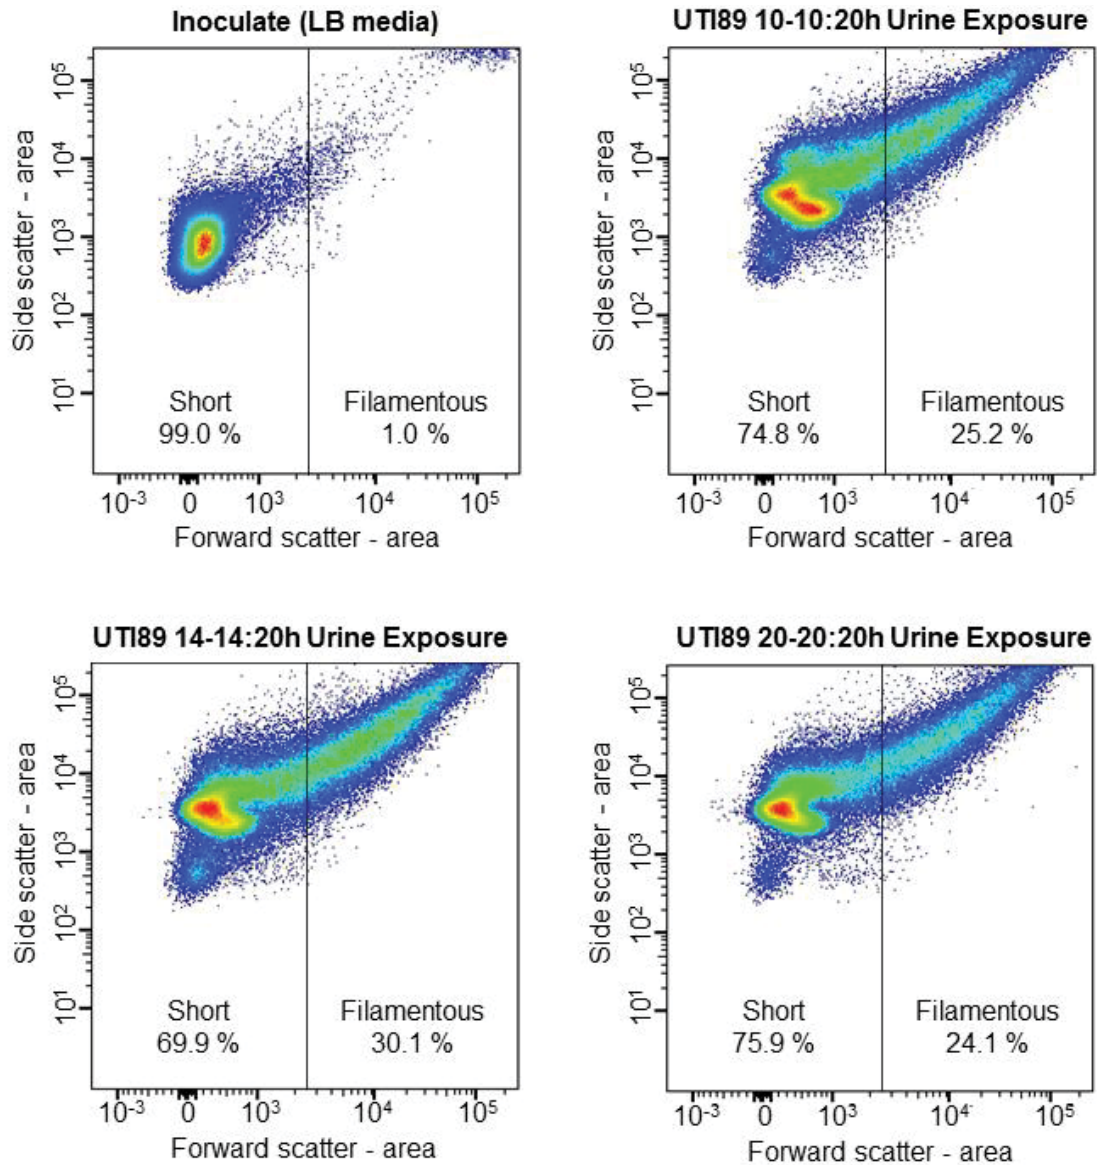 Inoculate (LB media)
Side scatter - area
10⁵
10⁴
10³
10²
10¹
Short
99.0 %
Filamentous
1.0 %
10⁻³ 0 10³ 10⁴ 10⁵
Forward scatter - area
UTI89 10-10:20h Urine Exposure
Side scatter - area
10⁵
10⁴
10³
10²
10¹
Short
74.8 %
Filamentous
25.2 %
10⁻³ 0 10³ 10⁴ 10⁵
Forward scatter - area
UTI89 14-14:20h Urine Exposure
Side scatter - area
10⁵
10⁴
10³
10²
10¹
Short
69.9 %
Filamentous
30.1 %
10⁻³ 0 10³ 10⁴ 10⁵
Forward scatter - area
UTI89 20-20:20h Urine Exposure
Side scatter - area
10⁵
10⁴
10³
10²
10¹
Short
75.9 %
Filamentous
24.1 %
10⁻³ 0 10³ 10⁴ 10⁵
Forward scatter - area